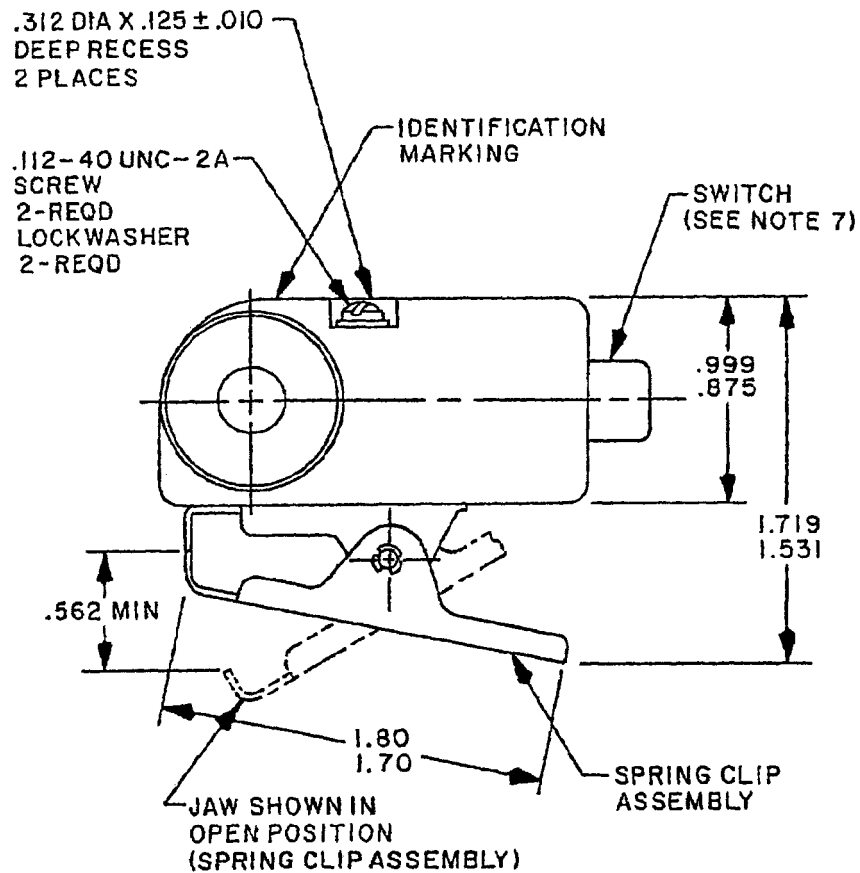 .312 DIA X .125 ± .010
DEEP RECESS
2 PLACES
IDENTIFICATION
MARKING
.112-40 UNC-2A
SCREW
2-REQD
LOCKWASHER
2-REQD
SWITCH
(SEE NOTE 7)
.999
.875
1.719
1.531
.562 MIN
1.80
1.70
SPRING CLIP
ASSEMBLY
JAW SHOWN IN
OPEN POSITION
(SPRING CLIP ASSEMBLY)